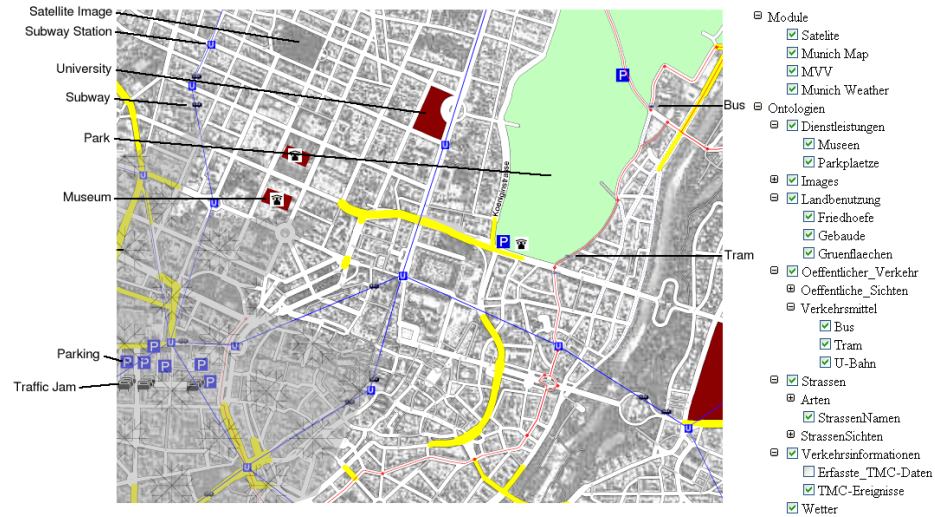 Satellite Image
Subway Station
University
Subway
Park
Museum
Parking
Traffic Jam
Koeniginstrasse
Bus
Tram
U
U
U
U
U
U
U
U
U
U
U
U
P
P
P
P
P
P
P
P
Module
Satelite
Munich Map
MVV
Munich Weather
Ontologien
Dienstleistungen
Museen
Parkplaetze
Images
Landbenutzung
Friedhoefe
Gebaude
Gruenflaechen
Oeffentlicher_Verkehr
Oeffentliche_Sichten
Verkehrsmittel
Bus
Tram
U-Bahn
Strassen
Arten
StrassenNamen
StrassenSichten
Verkehrsinformationen
Erfasste_TMC-Daten
TMC-Ereignisse
Wetter